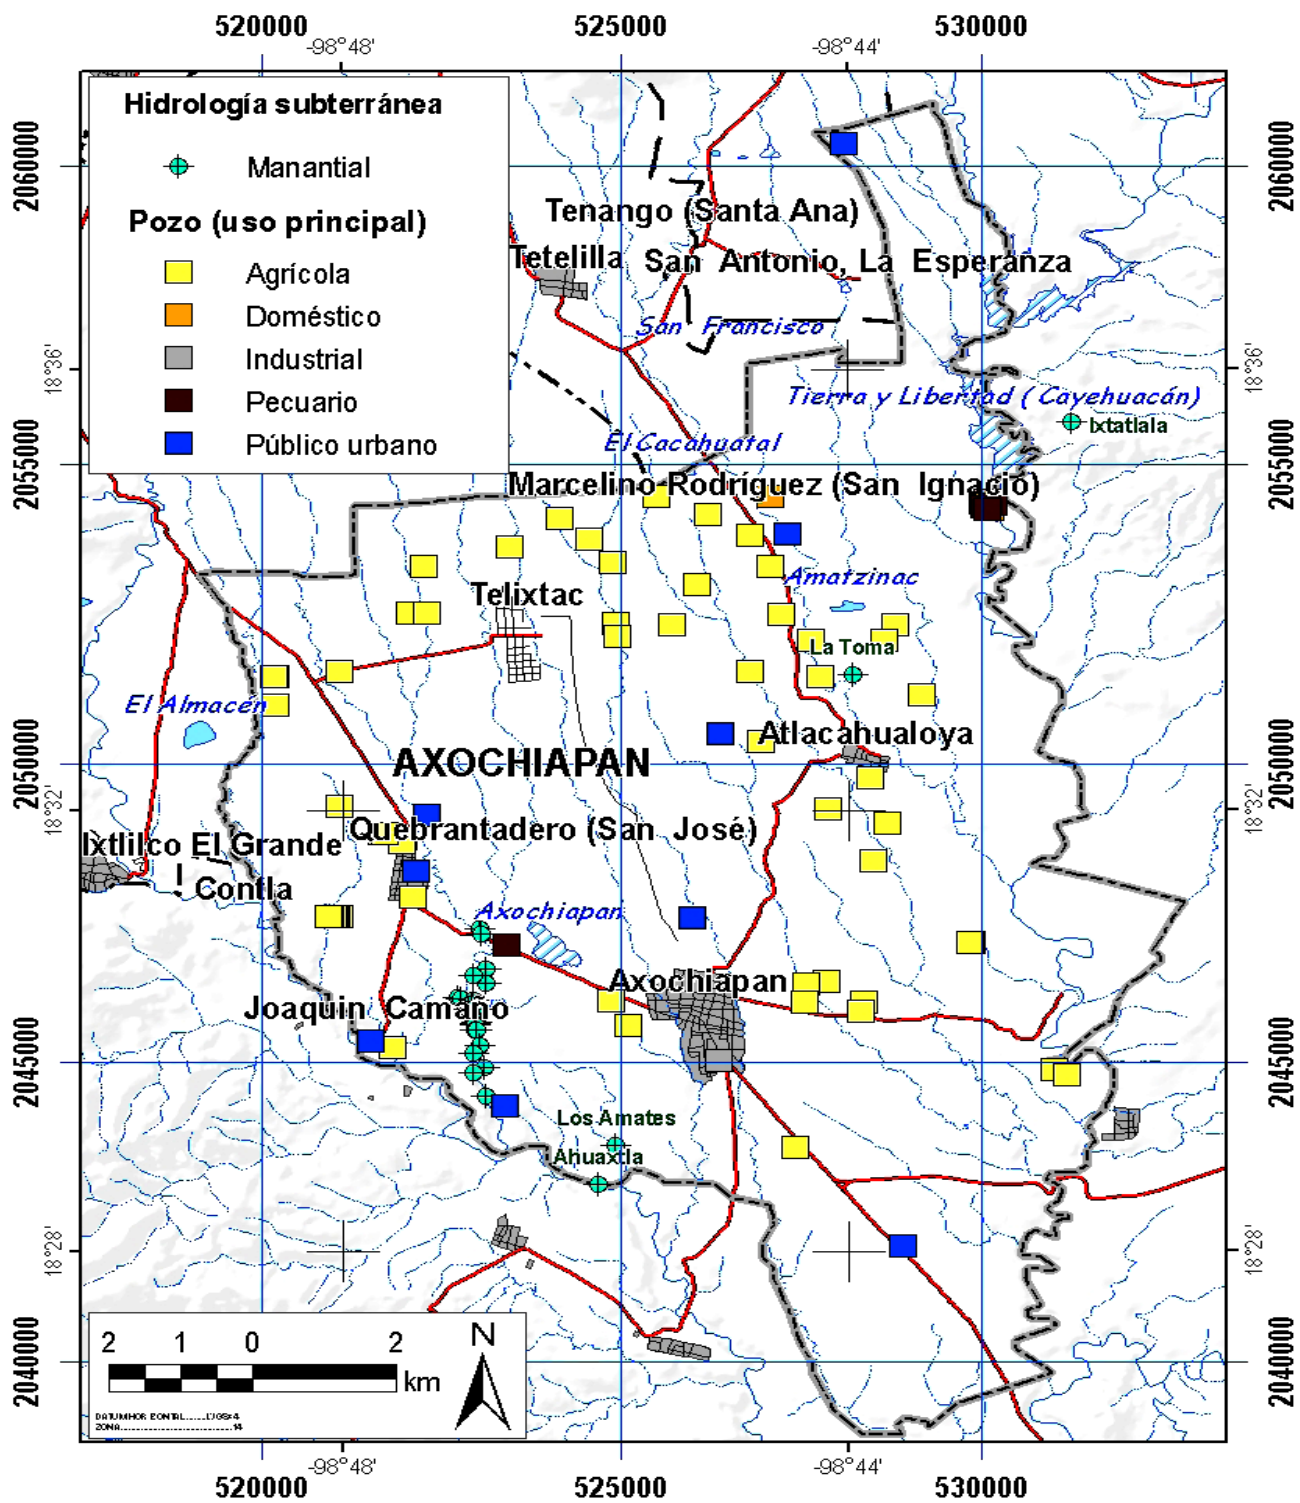 520000
525000
530000
-98°48'
-98°44'
Hidrología subterránea
Manantial
Pozo (uso principal)
Agrícola
Doméstico
Industrial
Pecuario
Público urbano
2060000
2060000
Tenango (Santa Ana)
Tetelilla
San Antonio, La Esperanza
San Francisco
18°36'
18°36'
Tierra y Libertad ( Cayehuacán)
Ixtatlala
El Cacahuatal
2055000
2055000
Marcelino Rodríguez (San Ignacio)
Amatzinac
Telixtac
La Toma
El Almacén
Atlacahualoya
2050000
2050000
AXOCHIAPAN
18°32'
18°32'
Quebrantadero (San José)
Ixtlilco El Grande
Contla
Axochiapan
Axochiapan
Joaquin Camaño
2045000
2045000
Los Amates
Ahuaxtla
18°28'
18°28'
2 1 0 2
km
N
2040000
2040000
-98°48'
-98°44'
520000
525000
530000